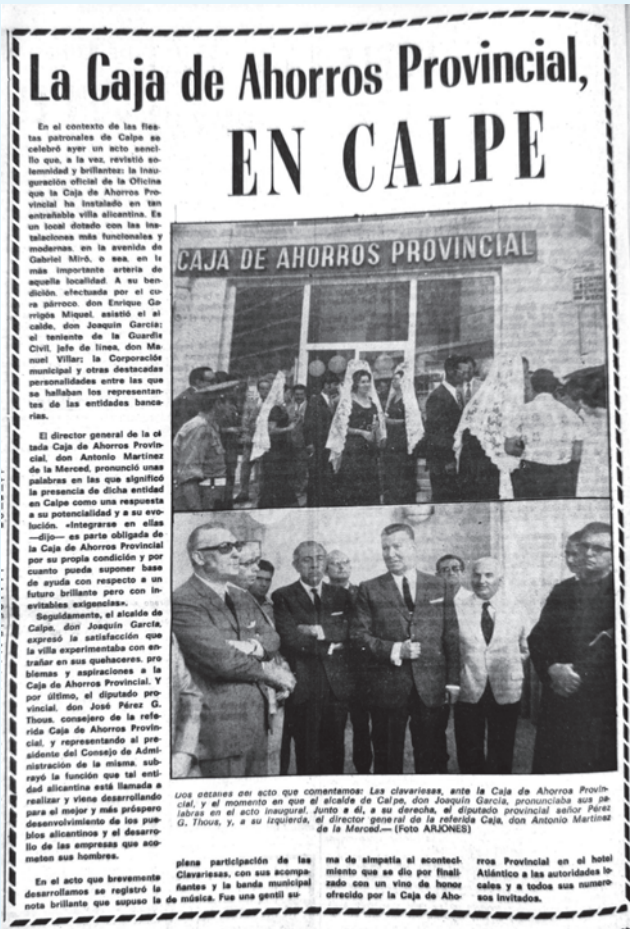 La Caja de Ahorros Provincial,
EN CALPE
En el contexto de las fies-
tas patronales de Calpe se
celebró ayer un acto senci-
llo que, a la vez, revistió so-
lemnidad y brillantez: la inau-
guración oficial de la Oficina
que la Caja de Ahorros Pro-
vincial ha instalado en tan
entrañable villa alicantina. Es
un local dotado con las ins-
talaciones más funcionales y
modernas, en la avenida de
Gabriel Miró, o sea, en la
más importante arteria de
aquella localidad. A su ben-
dición, efectuada por el cu-
ra párroco, don Enrique Ga-
rrigós Miquel, asistió el al-
calde, don Joaquín García;
el teniente de la Guardia
Civil, jefe de línea, don Ma-
nuel Villar; la Corporación
municipal y otras destacadas
personalidades entre las que
se hallaban los representan-
tes de las entidades banca-
rias.
El director general de la ci-
tada Caja de Ahorros Provin-
cial, don Antonio Martínez
de la Merced, pronunció unas
palabras en las que significó
la presencia de dicha entidad
en Calpe como una respuesta
a su potencialidad y a su evo-
lución. «Integrarse en ellas
—dijo— es parte obligada de
la Caja de Ahorros Provincial
por su propia condición y por
cuanto pueda suponer base
de ayuda con respecto a un
futuro brillante pero con in-
evitables exigencias».
Seguidamente, el alcalde de
Calpe, don Joaquín García,
expresó la satisfacción que
la villa experimentaba con en-
trañar en sus quehaceres, pro-
blemas y aspiraciones a la
Caja de Ahorros Provincial. Y
por último, el diputado pro-
vincial, don José Pérez G.
Thous, consejero de la refe-
rida Caja de Ahorros Provin-
cial, y representando al pre-
sidente del Consejo de Admi-
nistración de la misma, sub-
rayó la función que tal enti-
dad alicantina está llamada a
realizar y viene desarrollando
para el mejor y más próspero
desenvolvimiento de los pue-
blos alicantinos y el desarro-
llo de las empresas que aco-
meten sus hombres.
En el acto que brevemente
desarrollamos se registró la
nota brillante que supuso la
CAJA DE AHORROS PROVINCIAL
Dos detalles del acto que comentamos: Las clavariesas, ante la Caja de Ahorros Provin-
cial, y el momento en que el alcalde de Calpe, don Joaquín García, pronunciaba sus pa-
labras en el acto inaugural. Junto a él, a su derecha, el diputado provincial señor Pérez
G. Thous, y, a su izquierda, el director general de la referida Caja, don Antonio Martínez
de la Merced.— (Foto ARJONES)
plena participación de las
Clavariesas, con sus acompa-
ñantes y la banda municipal
de música. Fue una gentil su-
ma de simpatía al aconteci-
miento que se dio por finali-
zado con un vino de honor
ofrecido por la Caja de Aho-
rros Provincial en el hotel
Atlántico a las autoridades lo-
cales y a todos sus numero-
sos invitados.